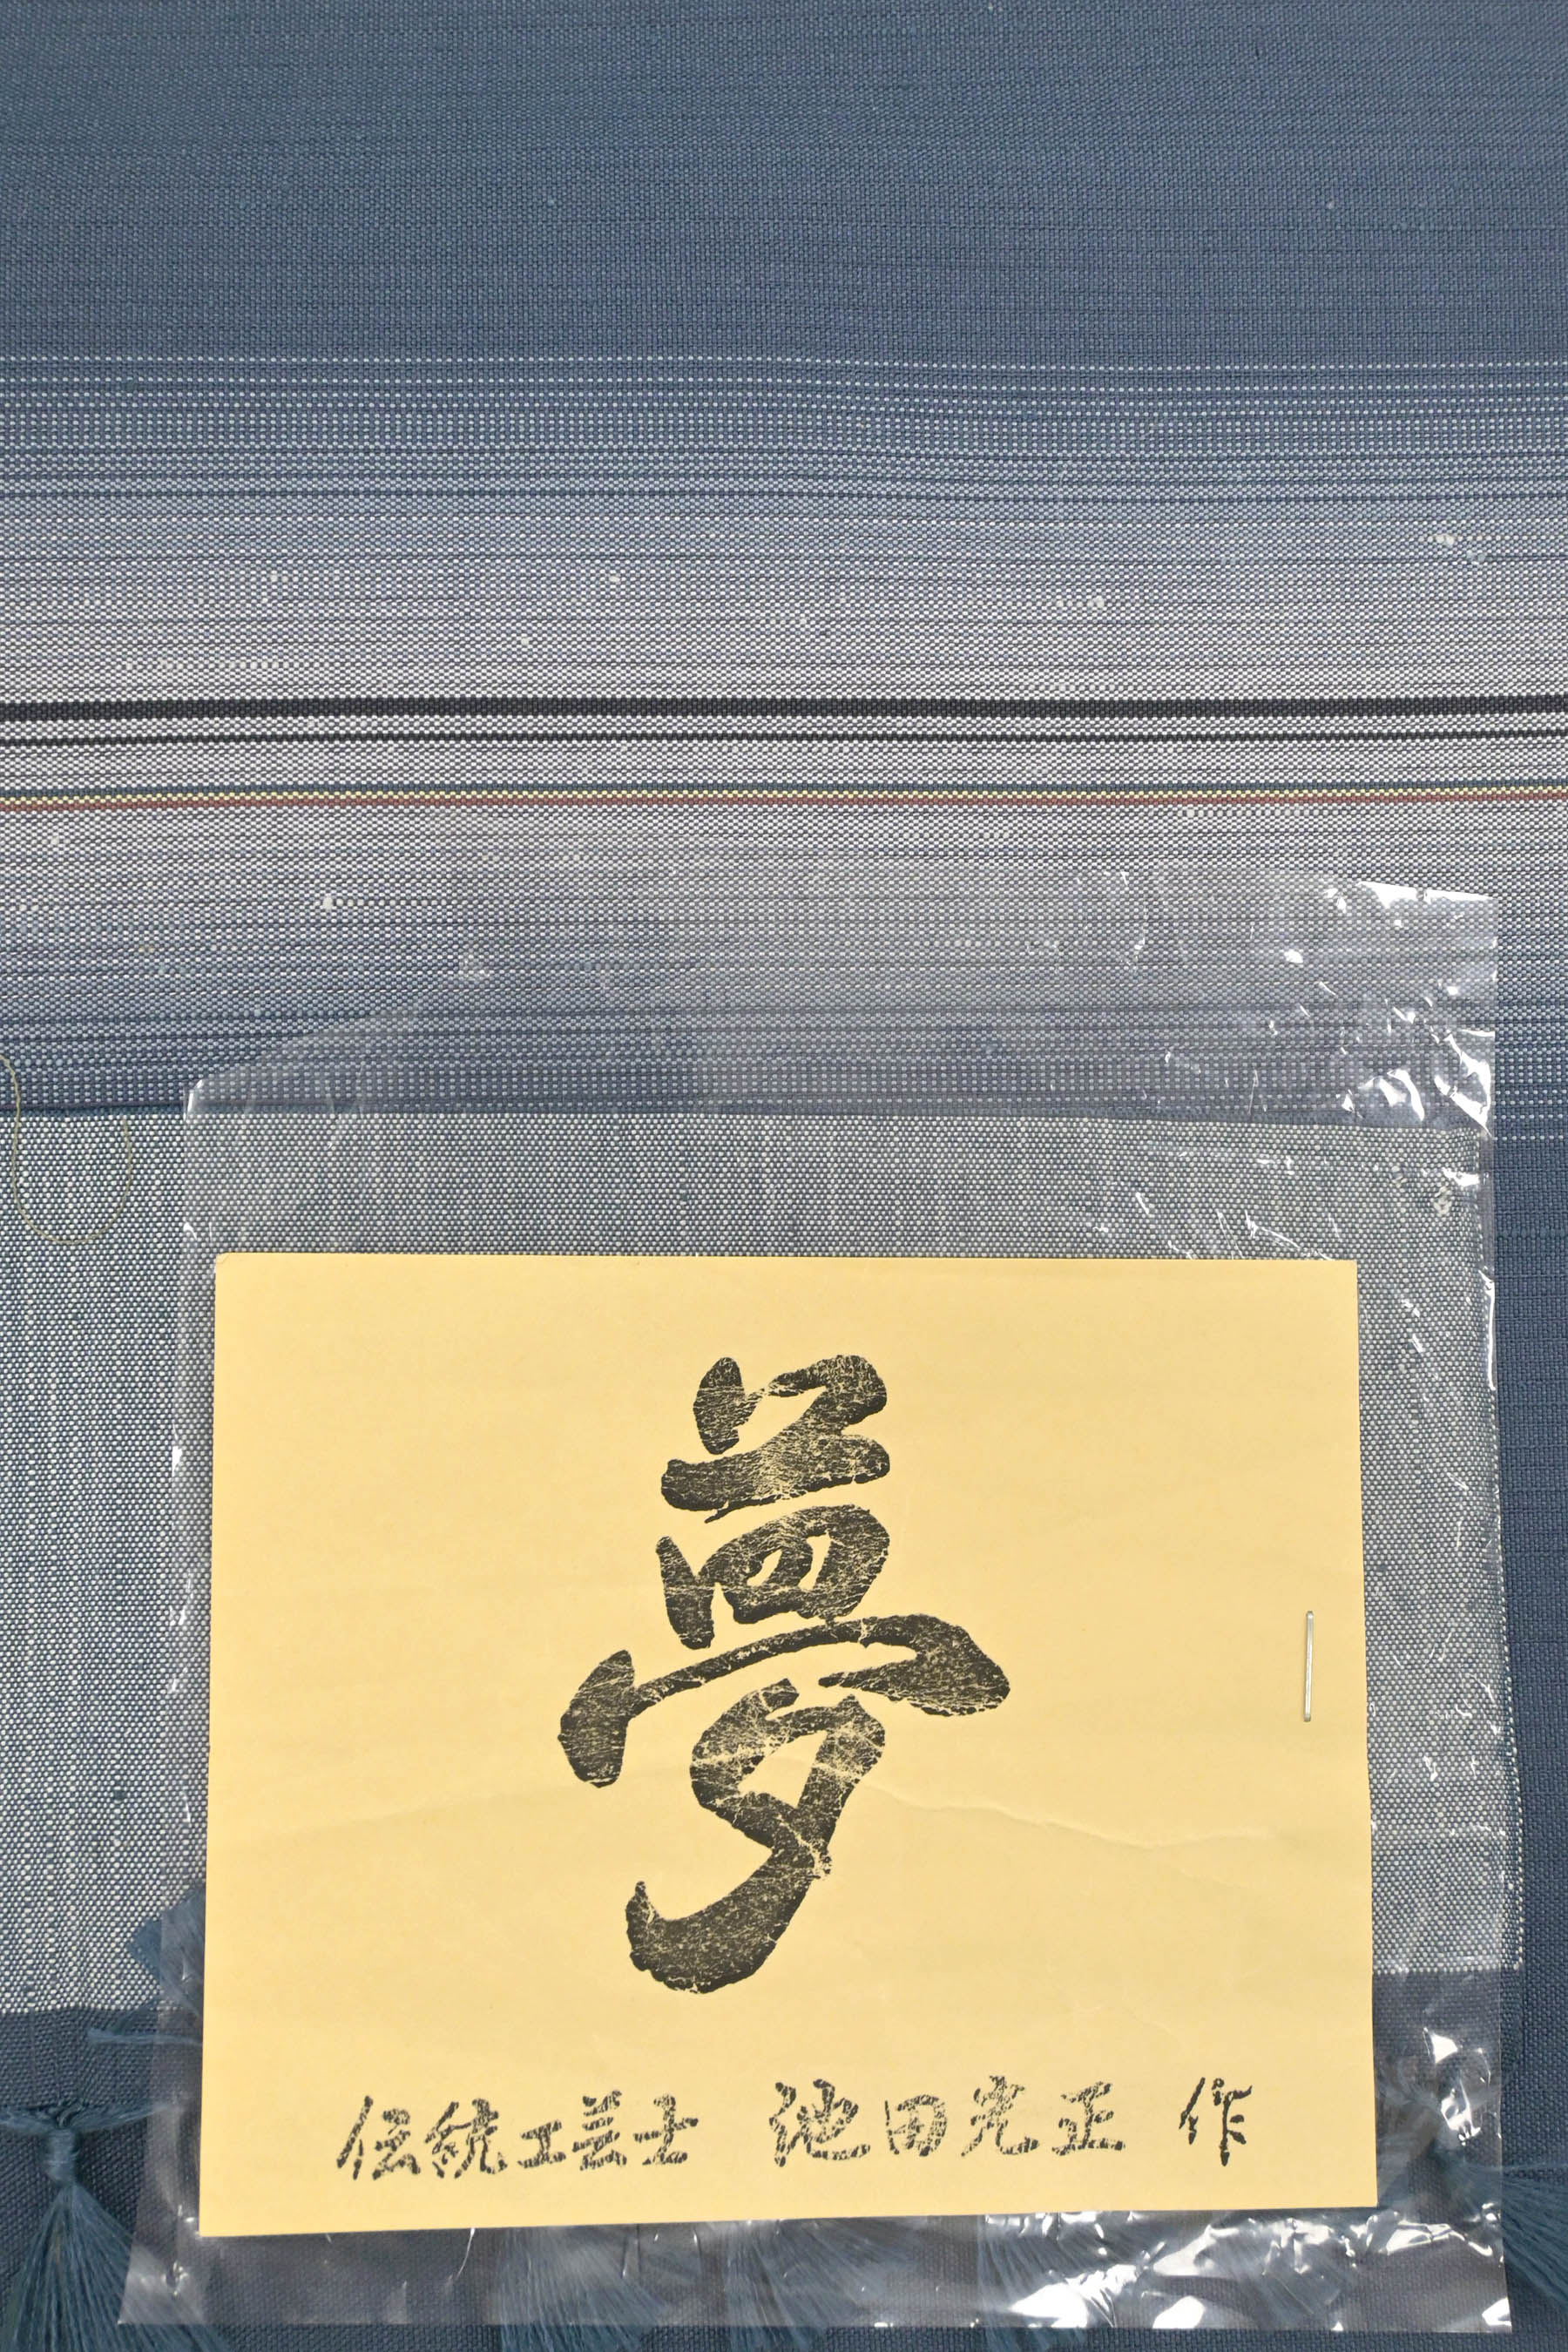 夢
伝統工芸士 池田光正 作